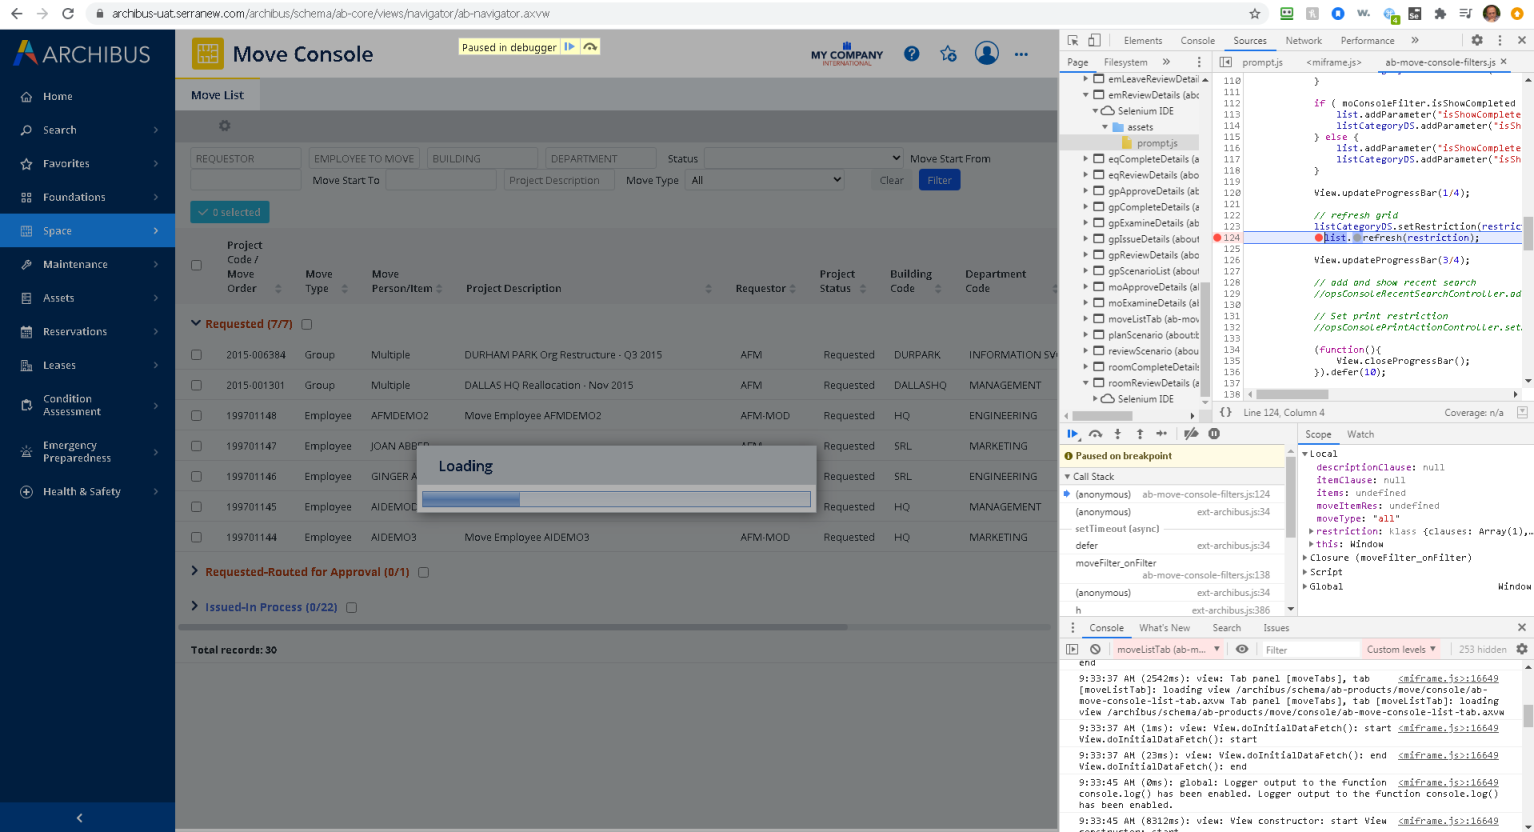 archibus-uat.serranew.com/archibus/schema/ab-core/views/navigator/ab-navigator.axvw
ARCHIBUS
Home
Search
Favorites
Foundations
Space
Maintenance
Assets
Reservations
Leases
Condition
Assessment
Emergency
Preparedness
Health & Safety
Move Console
Paused in debugger
MY COMPANY
INTERNATIONAL
Move List
REQUESTOR
EMPLOYEE TO MOVE
BUILDING
DEPARTMENT
Status
Move Start From
Move Start To
Project Description
Move Type
All
Clear
Filter
0 selected
Project Code / Move Order
Move Type
Move Person/Item
Project Description
Requestor
Project Status
Building Code
Department Code
Requested (7/7)
2015-006384 Group Multiple DURHAM PARK Org Restructure - Q3 2015 AFM Requested DURPARK INFORMATION SVC
2015-001301 Group Multiple DALLAS HQ Reallocation - Nov 2015 AFM Requested DALLASHQ MANAGEMENT
199701148 Employee AFMDEMO2 Move Employee AFMDEMO2 AFM-MOD Requested HQ ENGINEERING
199701147 Employee JOAN ABBER Requested SRL MARKETING
199701146 Employee GINGER A Requested SRL ENGINEERING
199701145 Employee AIDEMO Requested HQ MARKETING
199701144 Employee AIDEMO3 Move Employee AIDEMO3 AFM-MOD Requested HQ MANAGEMENT
Loading
Requested-Routed for Approval (0/1)
Issued-In Process (0/22)
Total records: 30
Elements Console Sources Network Performance
Page Filesystem
prompt.js <miframe.js> ab-move-console-filters.js
emLeaveReviewDetail
emReviewDetails (abc
Selenium IDE
assets
prompt.js
eqCompleteDetails (a
eqReviewDetails (abo
gpApproveDetails (a
gpCompleteDetails (a
gpExamineDetails (ab
gpIssueDetails (about
gpReviewDetails (ab
gpScenarioList (about
moApproveDetails (a
moExamineDetails (a
moveListTab (ab-mov
planScenario (about:b
reviewScenario (abou
roomCompleteDetails
roomReviewDetails (a
Selenium IDE
110 }
111
112 if ( moConsoleFilter.isShowCompleted
113 list.addParameter("isShowComplete
114 listCategoryDS.addParameter("isSh
115 } else {
116 list.addParameter("isShowComplete
117 listCategoryDS.addParameter("isSh
118 }
119
120 View.updateProgressBar(1/4);
121
122 // refresh grid
123 listCategoryDS.setRestriction(restrict
124 list.refresh(restriction);
125
126 View.updateProgressBar(3/4);
127
128 // add and show recent search
129 //opsConsoleRecentSearchController.ad
130
131 // Set print restriction
132 //opsConsolePrintActionController.set
133
134 (function(){
135 View.closeProgressBar();
136 }).defer(10);
137
138
{} Line 124, Column 4 Coverage: n/a
Paused on breakpoint
Call Stack
(anonymous) ab-move-console-filters.js:124
(anonymous) ext-archibus.js:34
setTimeout (async)
defer ext-archibus.js:34
moveFilter_onFilter
ab-move-console-filters.js:138
(anonymous) ext-archibus.js:34
h ext-archibus.js:386
Scope Watch
Local
descriptionClause: null
itemClause: null
items: undefined
moveItemRes: undefined
moveType: "all"
restriction: klass {clauses: Array(1),…
this: Window
Closure (moveFilter_onFilter)
Script
Global Window
Console What's New Search Issues
moveListTab (ab-m... Filter Custom levels 253 hidden
end
9:33:37 AM (2542ms): view: Tab panel [moveTabs], tab <miframe.js>:16649
[moveListTab]: loading view /archibus/schema/ab-products/move/console/ab-
move-console-list-tab.axvw Tab panel [moveTabs], tab [moveListTab]: loading
view /archibus/schema/ab-products/move/console/ab-move-console-list-tab.axvw
9:33:37 AM (1ms): view: View.doInitialDataFetch(): start <miframe.js>:16649
View.doInitialDataFetch(): start
9:33:37 AM (23ms): view: View.doInitialDataFetch(): end <miframe.js>:16649
View.doInitialDataFetch(): end
9:33:45 AM (0ms): global: Logger output to the function <miframe.js>:16649
console.log() has been enabled. Logger output to the function console.log()
has been enabled.
9:33:45 AM (8312ms): view: View constructor: start View <miframe.js>:16649
constructor: start